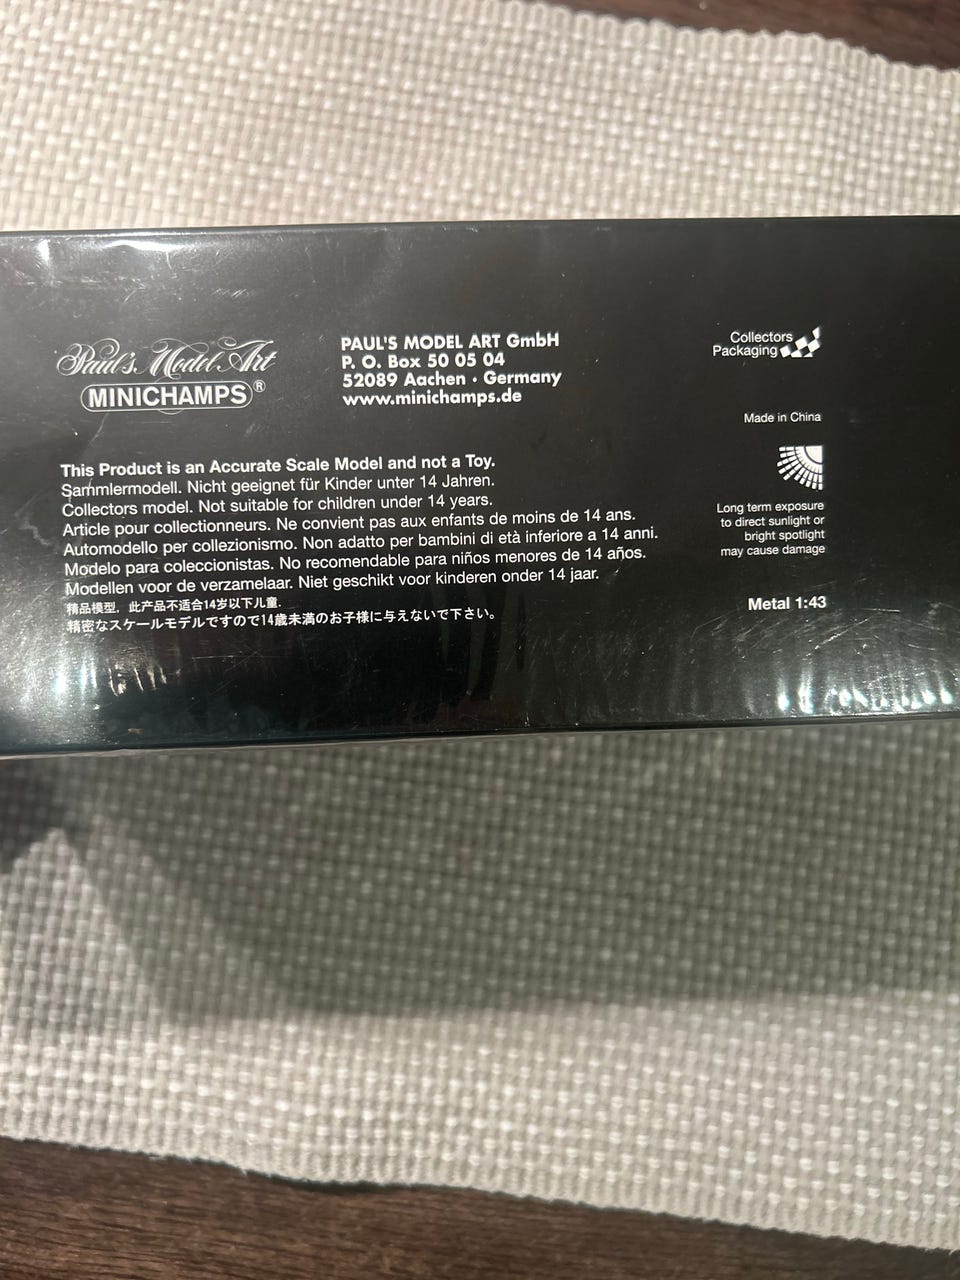 Paul's Model Art
MINICHAMPS®
PAUL'S MODEL ART GmbH
P. O. Box 50 05 04
52089 Aachen · Germany
www.minichamps.de
Collectors
Packaging
Made in China
This Product is an Accurate Scale Model and not a Toy.
Sammlermodell. Nicht geeignet für Kinder unter 14 Jahren.
Collectors model. Not suitable for children under 14 years.
Article pour collectionneurs. Ne convient pas aux enfants de moins de 14 ans.
Automodello per collezionismo. Non adatto per bambini di età inferiore a 14 anni.
Modelo para coleccionistas. No recomendable para niños menores de 14 años.
Modellen voor de verzamelaar. Niet geschikt voor kinderen onder 14 jaar.
精品模型．此产品不适合14岁以下儿童．
精密なスケールモデルですので14歳未満のお子様に与えないで下さい。
Long term exposure
to direct sunlight or
bright spotlight
may cause damage
Metal 1:43